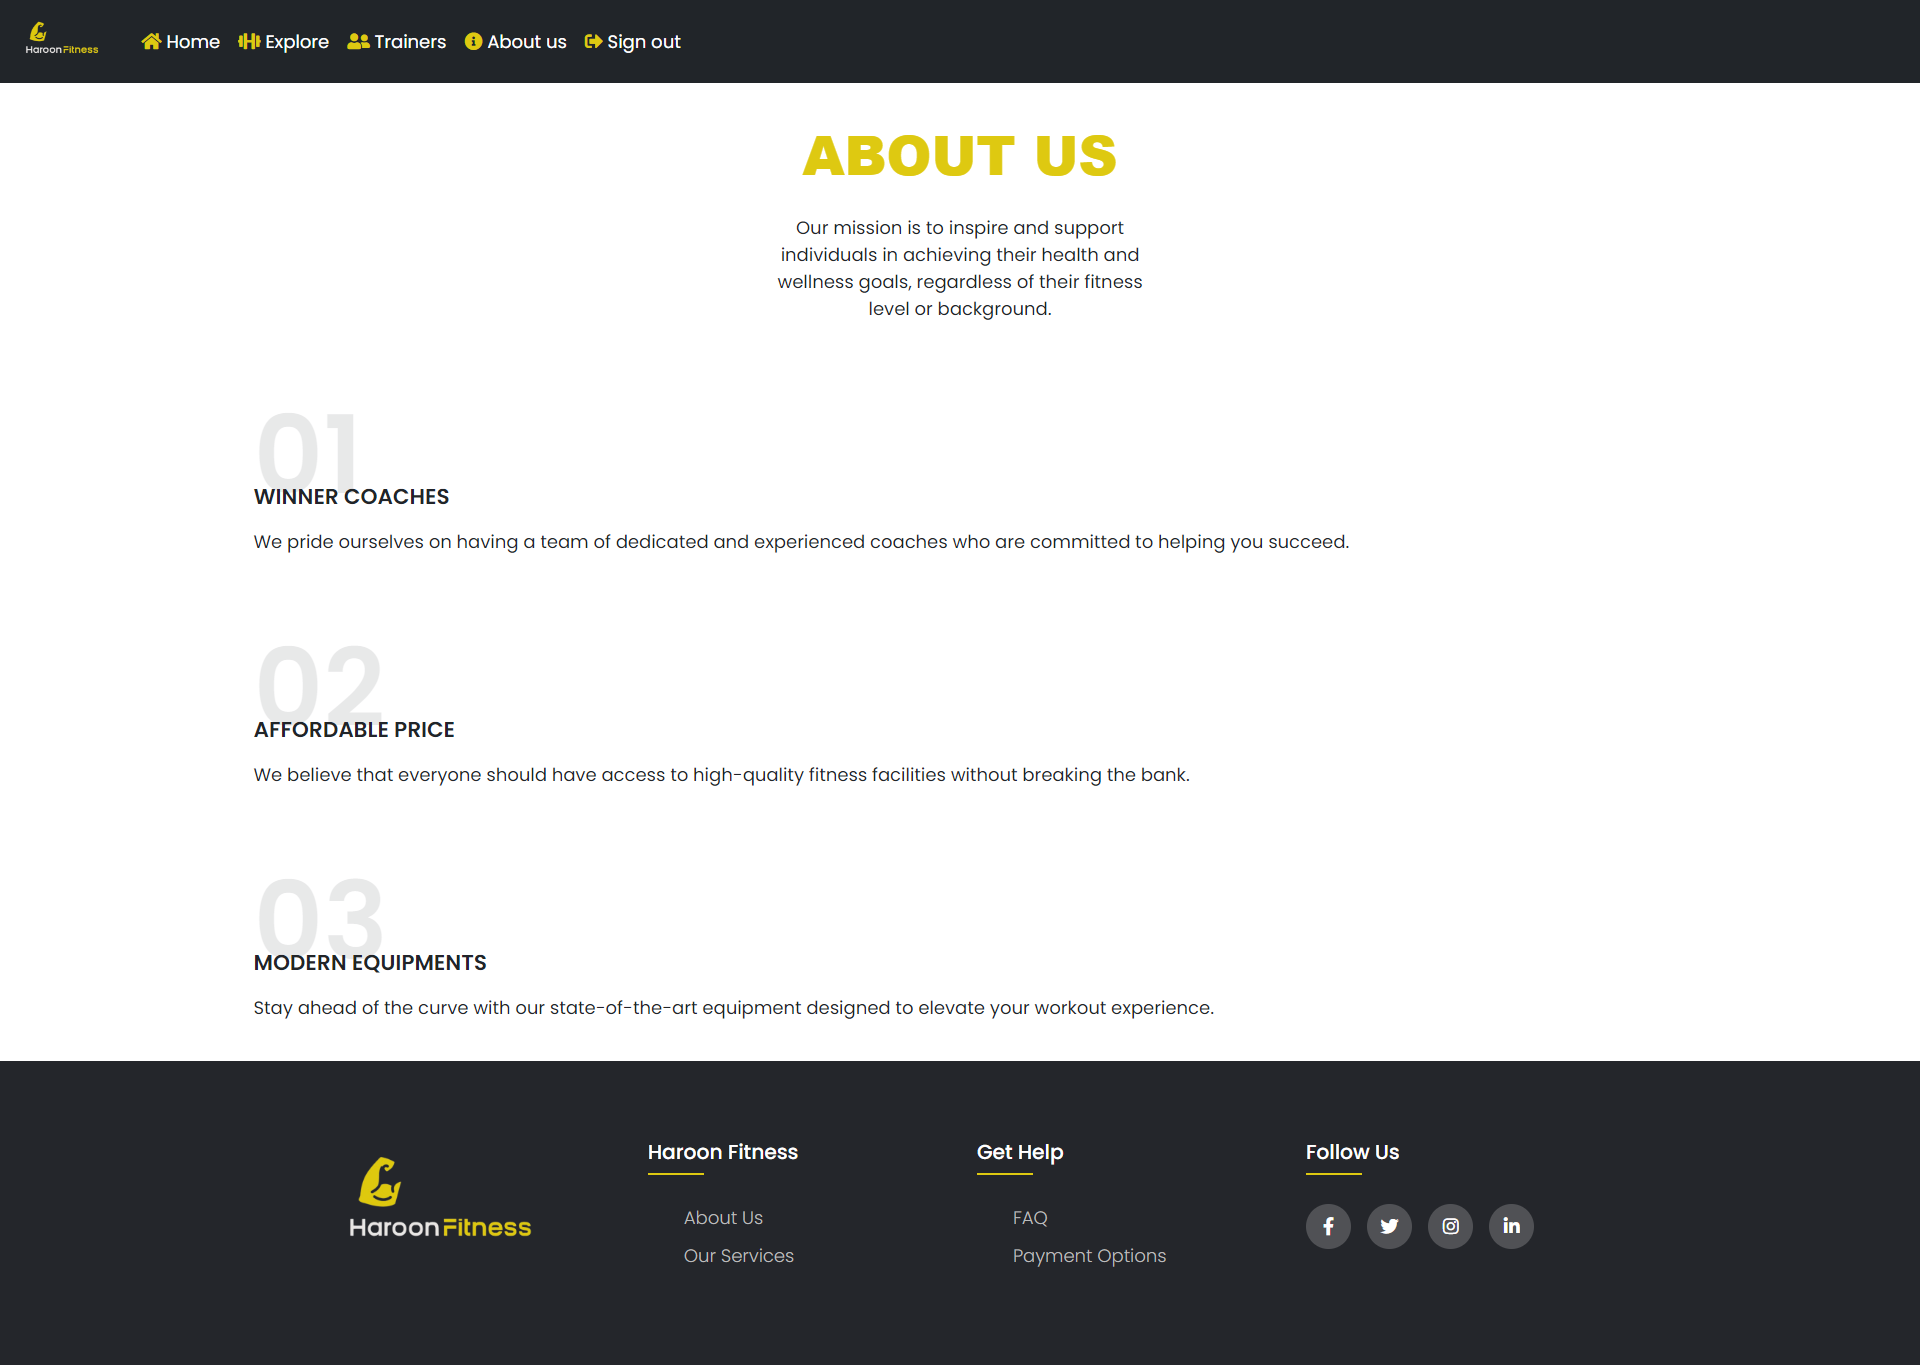 HaroonFitness
Home Explore Trainers About us Sign out
ABOUT US
Our mission is to inspire and support
individuals in achieving their health and
wellness goals, regardless of their fitness
level or background.
01
WINNER COACHES
We pride ourselves on having a team of dedicated and experienced coaches who are committed to helping you succeed.
02
AFFORDABLE PRICE
We believe that everyone should have access to high-quality fitness facilities without breaking the bank.
03
MODERN EQUIPMENTS
Stay ahead of the curve with our state-of-the-art equipment designed to elevate your workout experience.
HaroonFitness
Haroon Fitness
About Us
Our Services
Get Help
FAQ
Payment Options
Follow Us